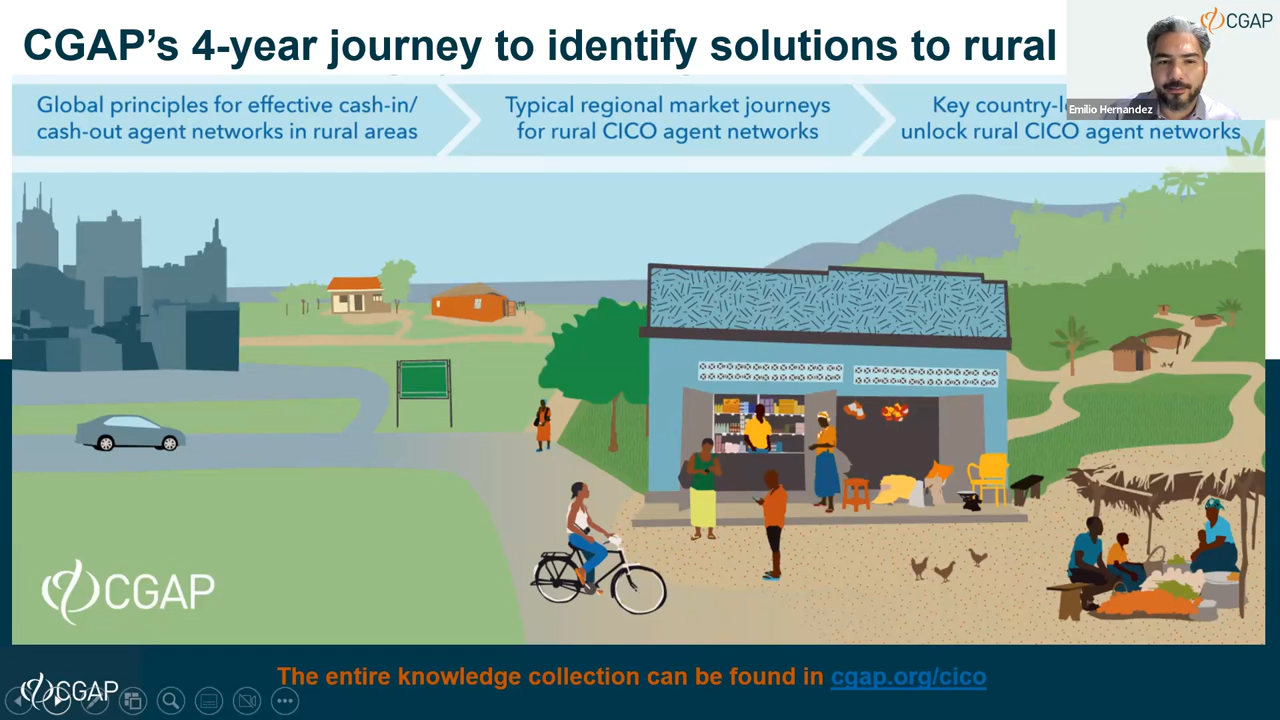 CGAP's 4-year journey to identify solutions to rural
CGAP
Emilio Hernandez
Global principles for effective cash-in/
cash-out agent networks in rural areas
Typical regional market journeys
for rural CICO agent networks
Key country-l
unlock rural CICO agent networks
CGAP
The entire knowledge collection can be found in cgap.org/cico
CGAP